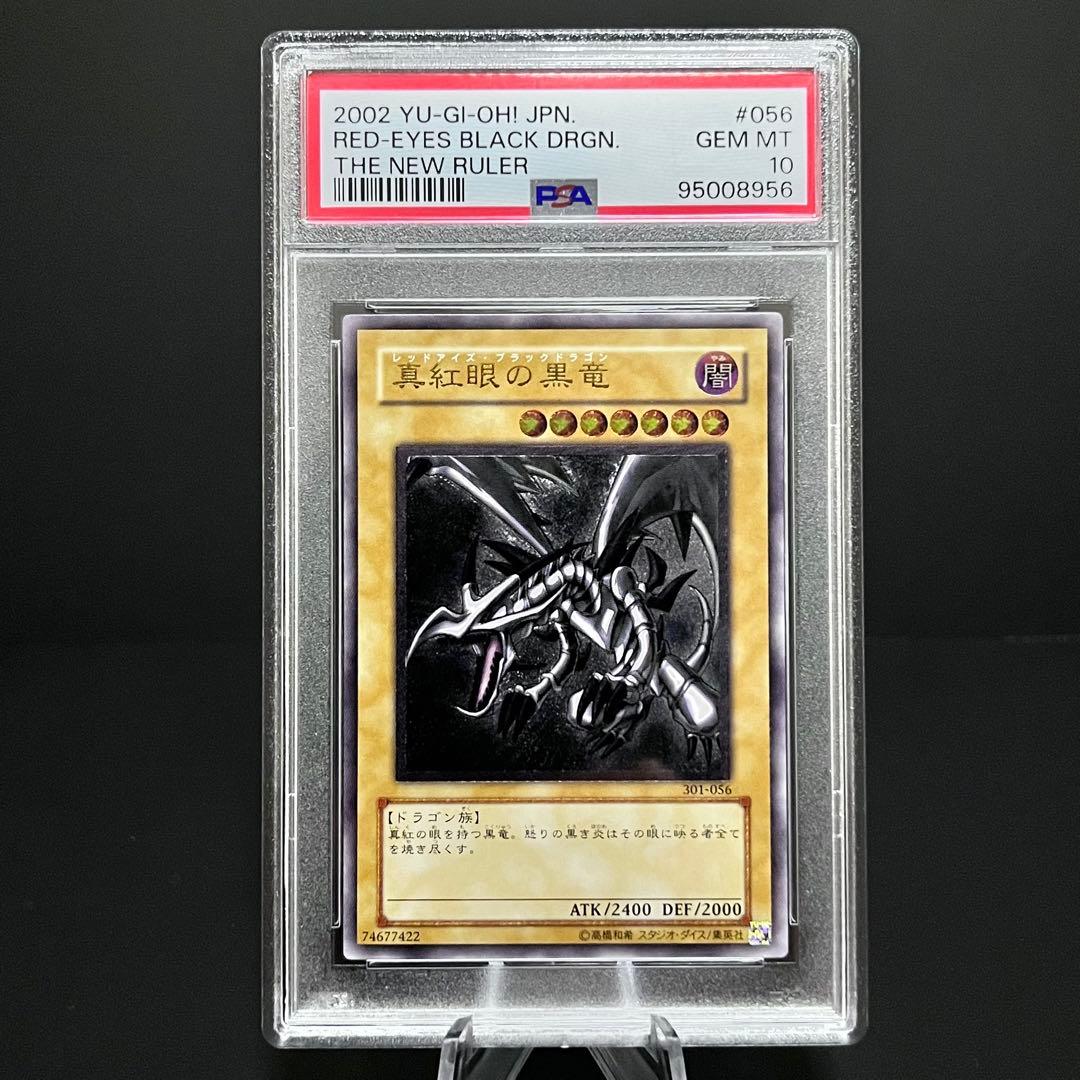 2002 YU-GI-OH! JPN. #056
RED-EYES BLACK DRGN. GEM MT
THE NEW RULER 10
PSA 95008956
レッドアイズ・ブラックドラゴン
真紅眼の黒竜
やみ
闇
301-056
【ドラゴン族】
真紅の眼を持つ黒竜。怒りの黒き炎はその眼に映る者全て
を焼き尽くす。
ATK/2400 DEF/2000
74677422 ©高橋和希 スタジオ・ダイス/集英社